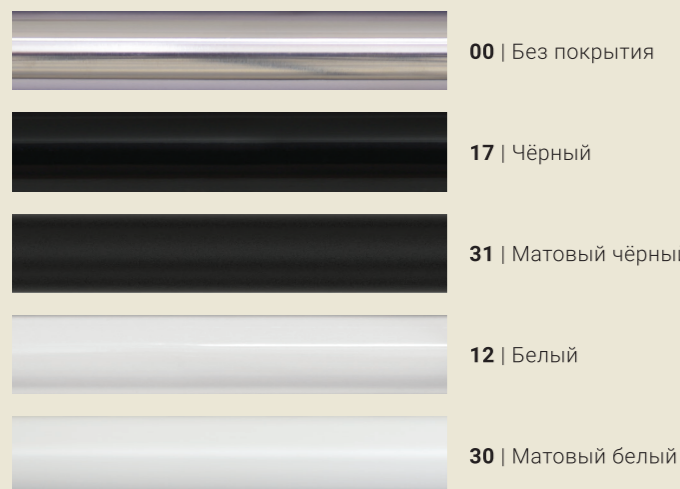 00 | Без покрытия
17 | Чёрный
31 | Матовый чёрный
12 | Белый
30 | Матовый белый